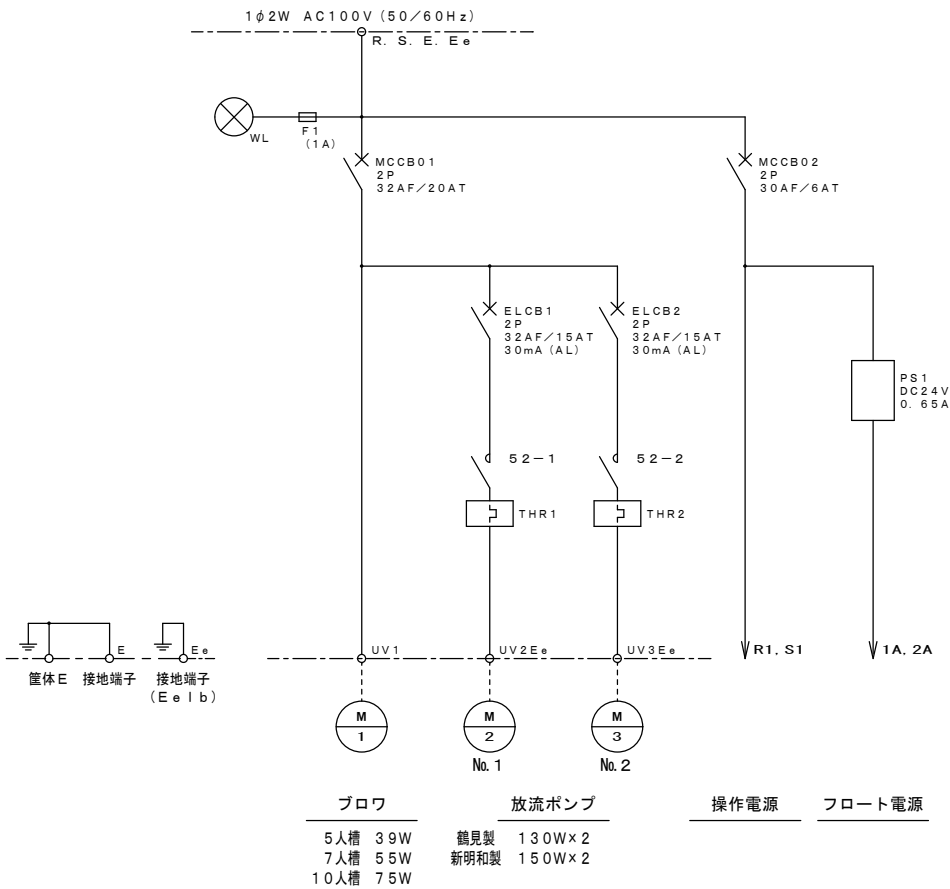 1φ2W AC100V(50/60Hz)
R. S. E. Ee
WL
F1
(1A)
MCCB01
2P
32AF/20AT
MCCB02
2P
30AF/6AT
ELCB1
2P
32AF/15AT
30mA(AL)
ELCB2
2P
32AF/15AT
30mA(AL)
PS1
DC24V
0.65A
52-1
52-2
THR1
THR2
E
Ee
UV1
UV2Ee
UV3Ee
R1, S1
1A, 2A
筐体E
接地端子
接地端子
(Eelb)
M
1
M
2
M
3
No.1
No.2
ブロワ
放流ポンプ
操作電源
フロート電源
5人槽 39W
鶴見製 130W×2
7人槽 55W
新明和製 150W×2
10人槽 75W